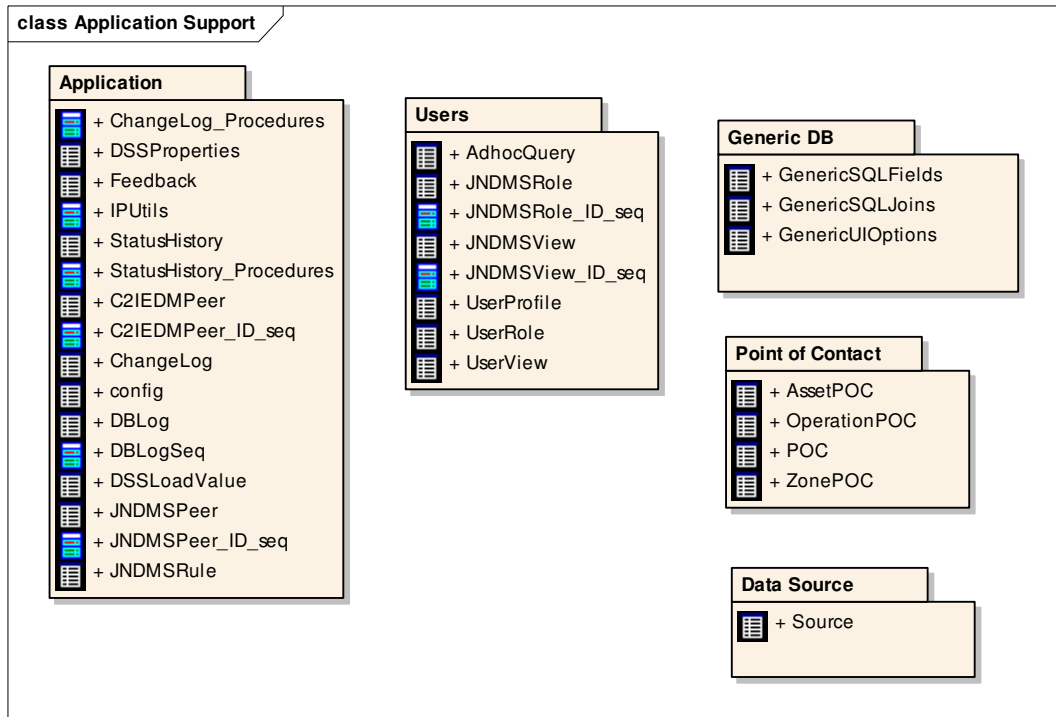 class Application Support
Application
+ ChangeLog_Procedures
+ DSSProperties
+ Feedback
+ IPUtils
+ StatusHistory
+ StatusHistory_Procedures
+ C2IEDMPeer
+ C2IEDMPeer_ID_seq
+ ChangeLog
+ config
+ DBLog
+ DBLogSeq
+ DSSLoadValue
+ JNDMSPeer
+ JNDMSPeer_ID_seq
+ JNDMSRule
Users
+ AdhocQuery
+ JNDMSRole
+ JNDMSRole_ID_seq
+ JNDMSView
+ JNDMSView_ID_seq
+ UserProfile
+ UserRole
+ UserView
Generic DB
+ GenericSQLFields
+ GenericSQLJoins
+ GenericUIOptions
Point of Contact
+ AssetPOC
+ OperationPOC
+ POC
+ ZonePOC
Data Source
+ Source